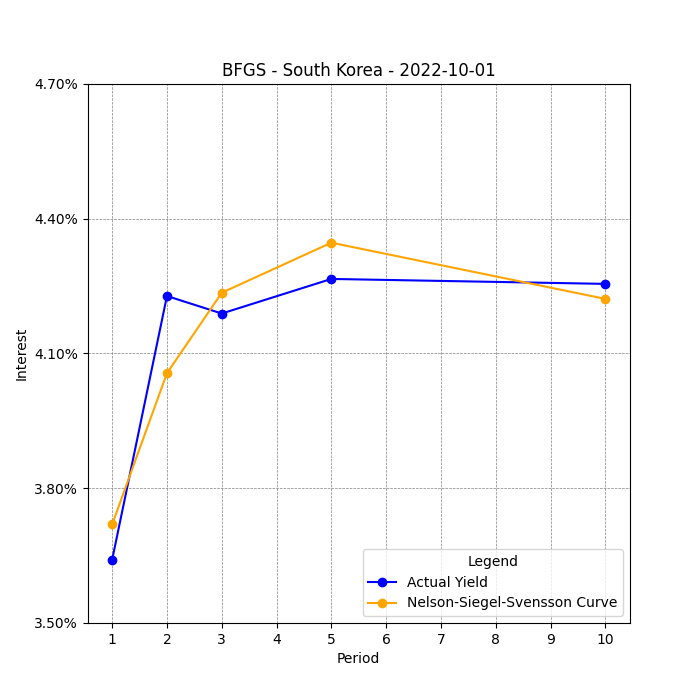 BFGS - South Korea - 2022-10-01
4.70%
4.40%
4.10%
3.80%
3.50%
Interest
1 2 3 4 5 6 7 8 9 10
Period
Legend
Actual Yield
Nelson-Siegel-Svensson Curve